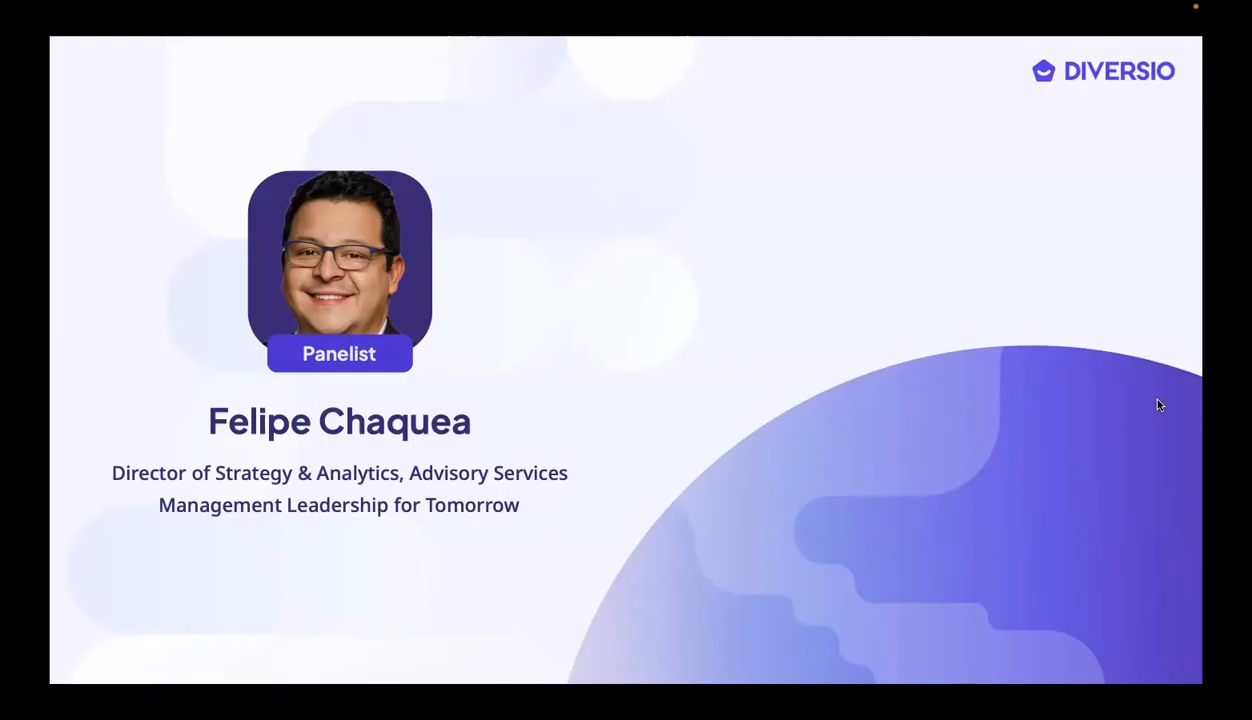 DIVERSIO
Panelist
Felipe Chaquea
Director of Strategy & Analytics, Advisory Services
Management Leadership for Tomorrow